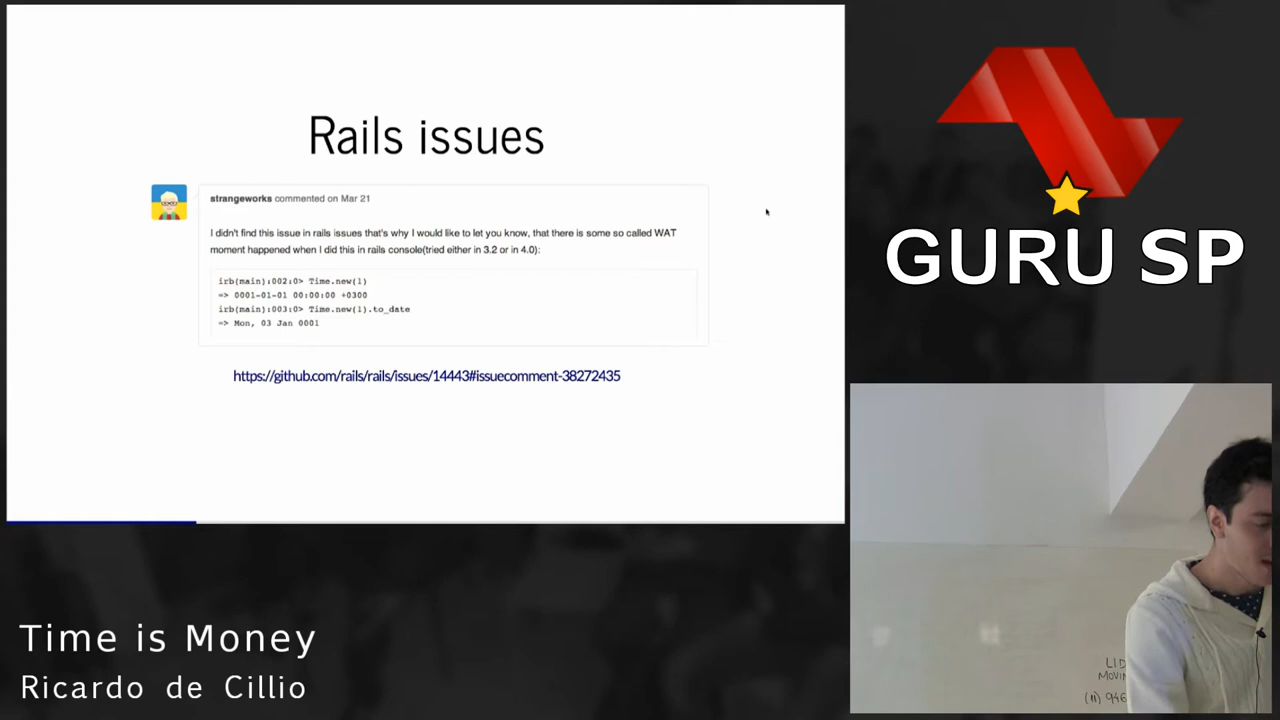 Rails issues
strangeworks commented on Mar 21
I didn't find this issue in rails issues that's why I would like to let you know, that there is some so called WAT
moment happened when I did this in rails console(tried either in 3.2 or in 4.0):
irb(main):002:0> Time.new(1)
=> 0001-01-01 00:00:00 +0300
irb(main):003:0> Time.new(1).to_date
=> Mon, 03 Jan 0001
https://github.com/rails/rails/issues/14443#issuecomment-38272435
GURU SP
LID
MOVIN
(11) 946
Time is Money
Ricardo de Cillio